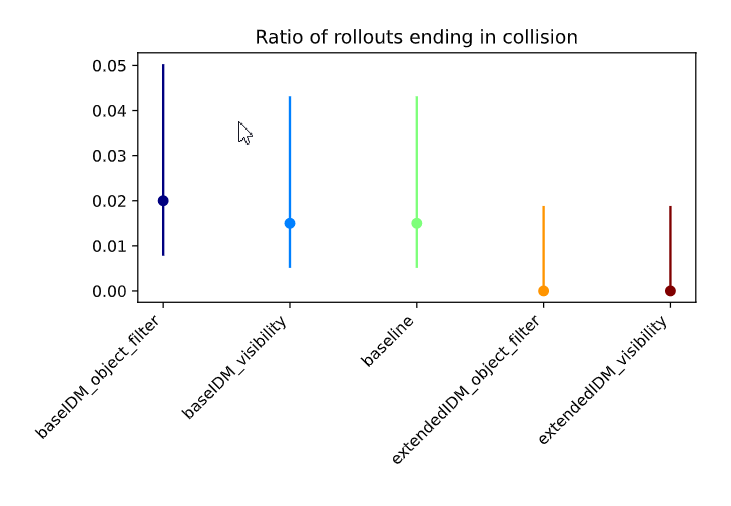 Ratio of rollouts ending in collision
0.05
0.04
0.03
0.02
0.01
0.00
baseIDM_object_filter
baseIDM_visibility
baseline
extendedIDM_object_filter
extendedIDM_visibility